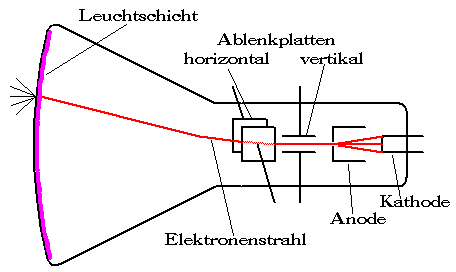 Leuchtschicht
Ablenkplatten
horizontal vertikal
Kathode
Anode
Elektronenstrahl